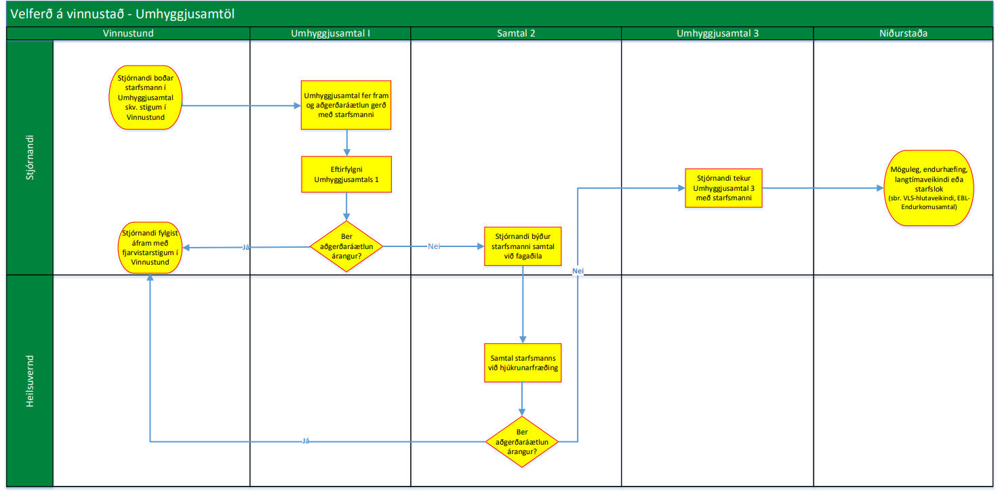 Velferð á vinnustað - Umhyggjusamtöl
Vinnustund
Umhyggjusamtal I
Samtal 2
Umhyggjusamtal 3
Niðurstaða
Stjórnandi
Stjórnandi boðar
starfsmann í
Umhyggjusamtal
skv. stigum í
Vinnustund
Umhyggjusamtal fer fram
og aðgerðaráætlun gerð
með starfsmanni
Eftirfylgni
Umhyggjusamtals 1
Ber
aðgerðaráætlun
árangur?
Já
Stjórnandi fylgist
áfram með
fjarvistarstigum í
Vinnustund
Nei
Stjórnandi býður
starfsmanni samtal
við fagaðila
Nei
Stjórnandi tekur
Umhyggjusamtal 3
með starfsmanni
Möguleg, endurhæfing,
langtímaveikindi eða
starfslok
(sbr. VLS-hlutaveikindi, EBL-
Endurkomusamtal)
Heilsuvernd
Samtal starfsmanns
við hjúkrunarfræðing
Ber
aðgerðaráætlun
árangur?
Já